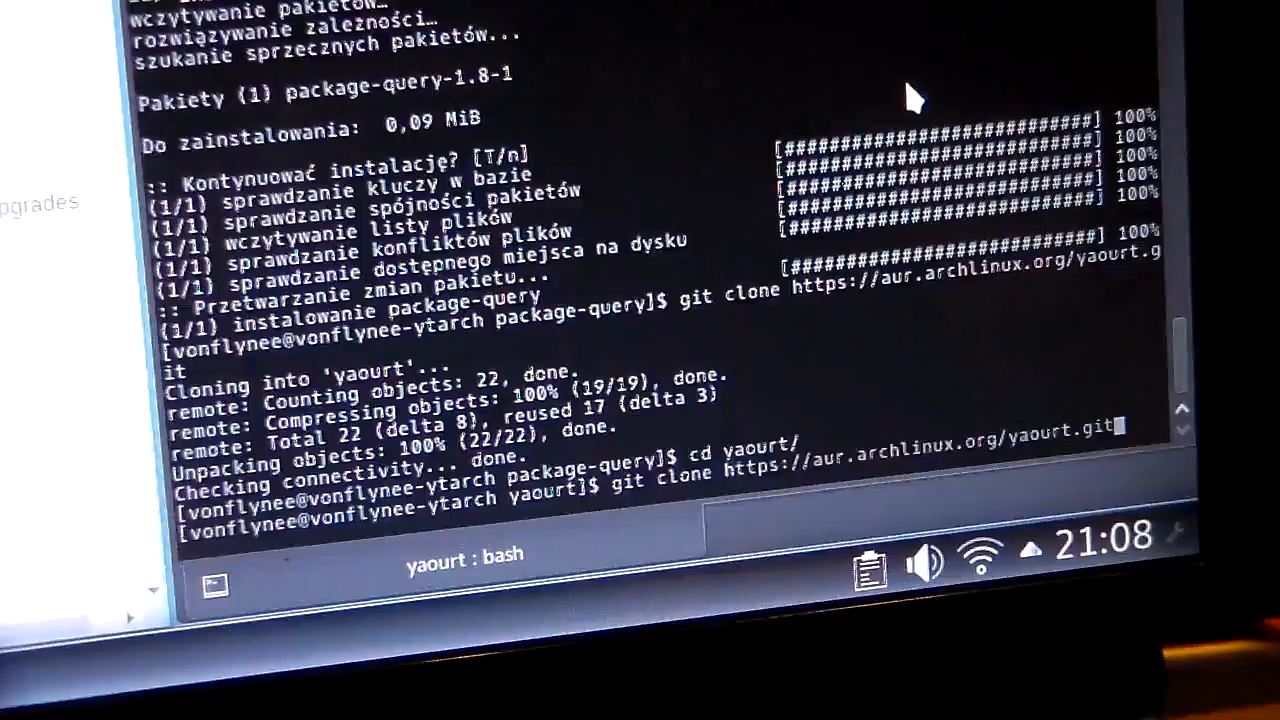 wczytywanie pakietów…
rozwiązywanie zależności…
szukanie sprzecznych pakietów...
Pakiety (1) package-query-1.8-1
Do zainstalowania:  0,09 MiB
:: Kontynuować instalację? [T/n]
(1/1) sprawdzanie kluczy w bazie [############################] 100%
(1/1) sprawdzanie spójności pakietów [############################] 100%
(1/1) wczytywanie listy plików [############################] 100%
(1/1) sprawdzanie konfliktów plików [############################] 100%
(1/1) sprawdzanie dostępnego miejsca na dysku [############################] 100%
:: Przetwarzanie zmian pakietu...
(1/1) instalowanie package-query [############################] 100%
[vonflynee@vonflynee-ytarch package-query]$ git clone https://aur.archlinux.org/yaourt.g
it
Cloning into 'yaourt'...
remote: Counting objects: 22, done.
remote: Compressing objects: 100% (19/19), done.
remote: Total 22 (delta 8), reused 17 (delta 3)
Unpacking objects: 100% (22/22), done.
Checking connectivity... done.
[vonflynee@vonflynee-ytarch package-query]$ cd yaourt/
[vonflynee@vonflynee-ytarch yaourt]$ git clone https://aur.archlinux.org/yaourt.git
pgrades
yaourt : bash
21:08